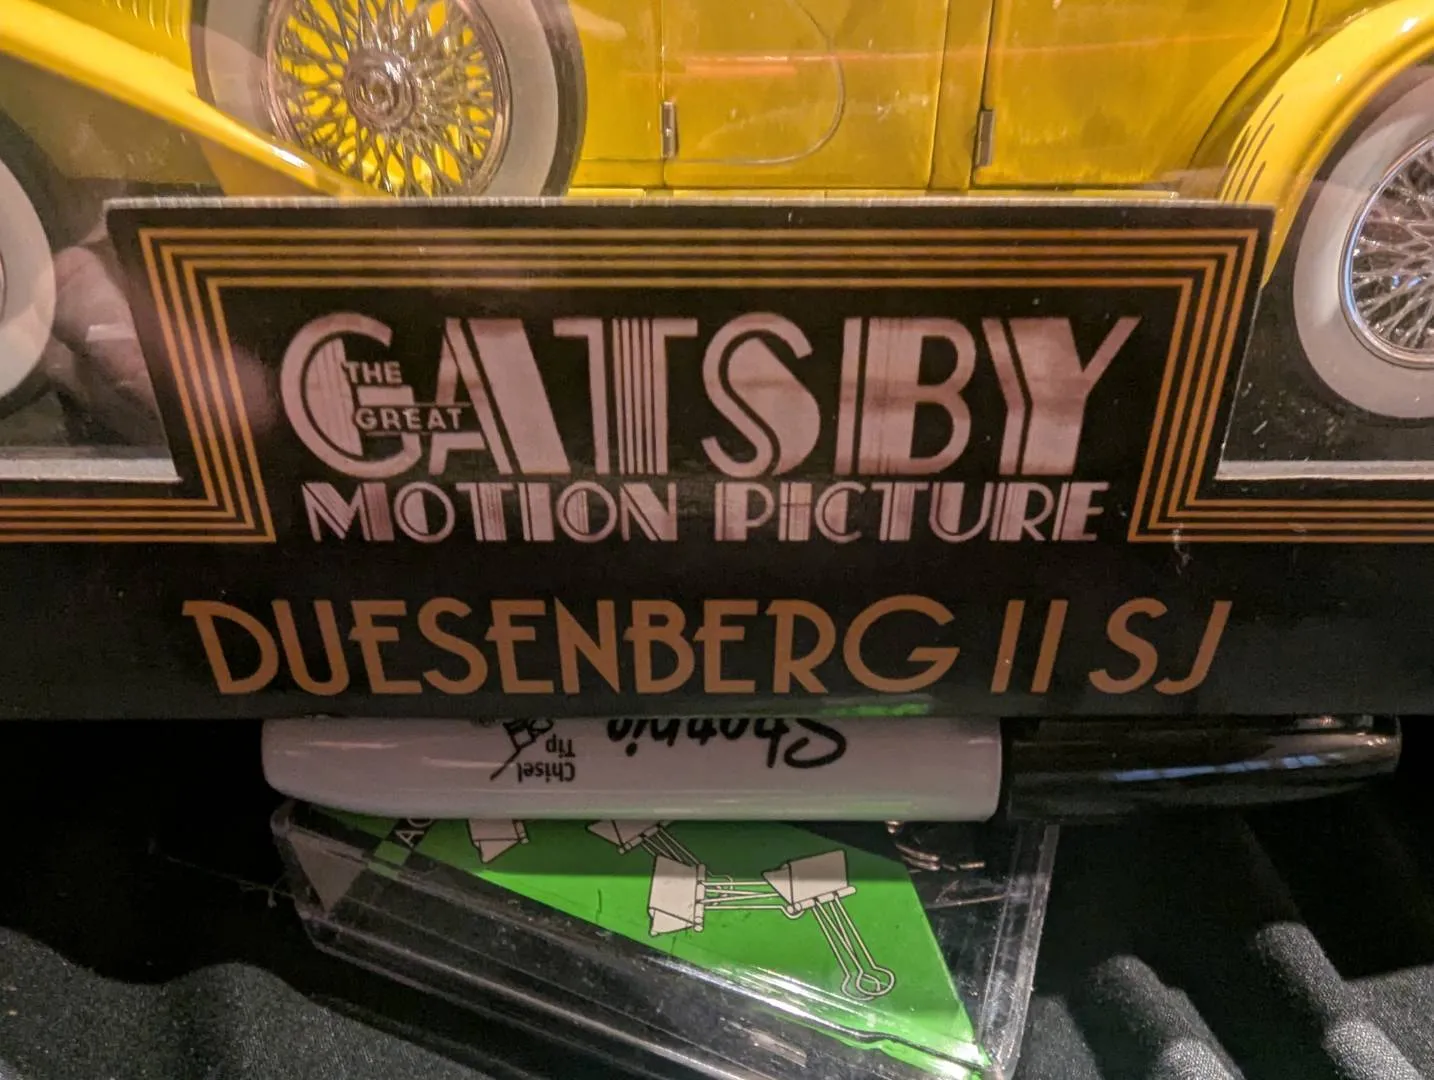 THE
GREAT
GATSBY
MOTION PICTURE
DUESENBERG II SJ
Sharpie
Chisel
Tip